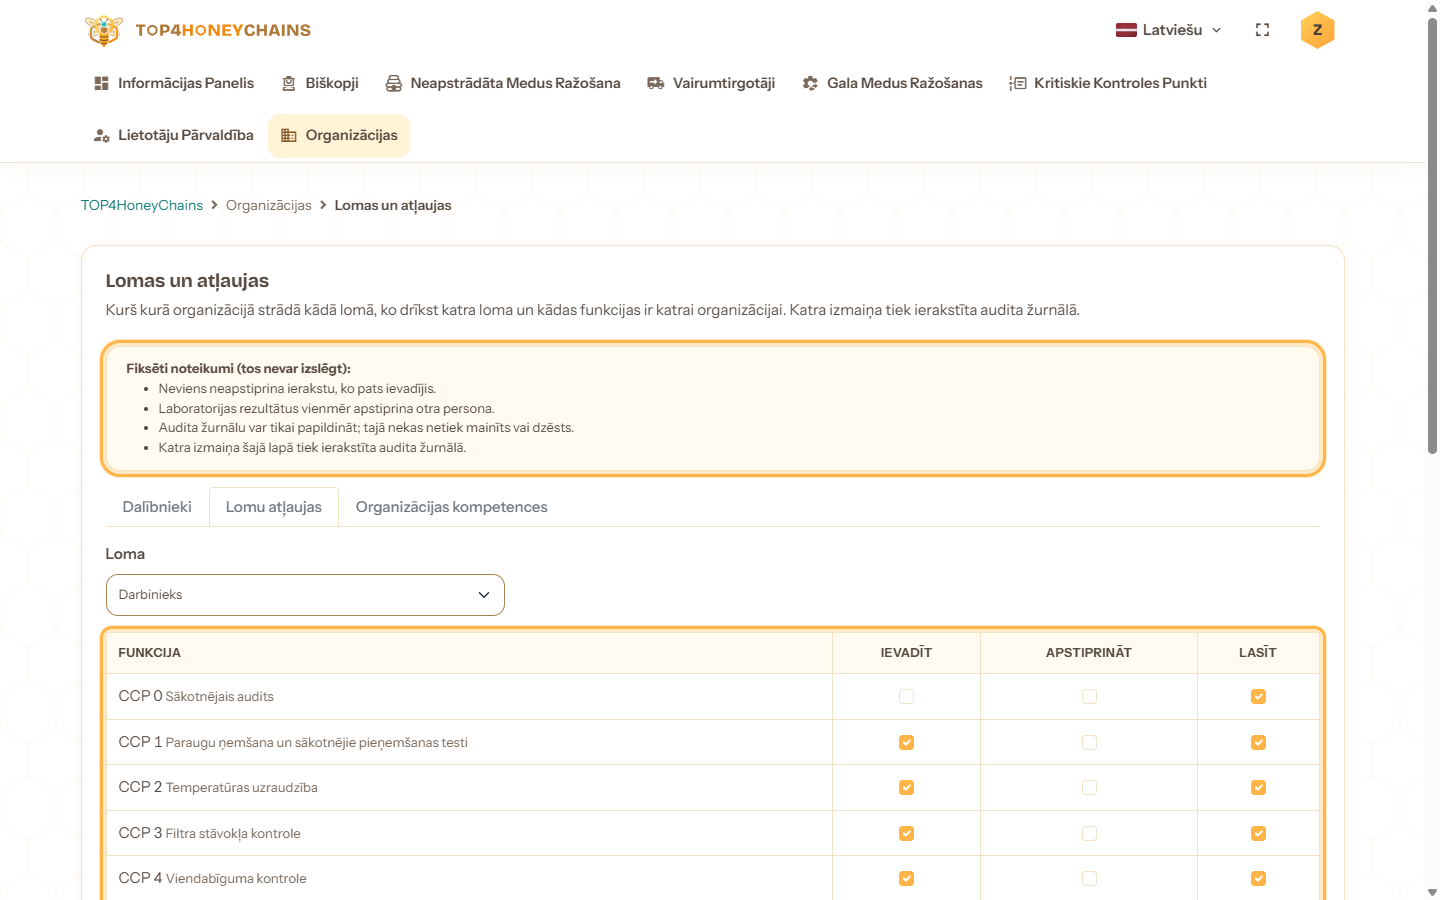 TOP4HONEYCHAINS
Latviešu
Z
Informācijas Panelis
Biškopji
Neapstrādāta Medus Ražošana
Vairumtirgotāji
Gala Medus Ražošanas
Kritiskie Kontroles Punkti
Lietotāju Pārvaldība
Organizācijas
TOP4HoneyChains > Organizācijas > Lomas un atļaujas
Lomas un atļaujas
Kurš kurā organizācijā strādā kādā lomā, ko drīkst katra loma un kādas funkcijas ir katrai organizācijai. Katra izmaiņa tiek ierakstīta audita žurnālā.
Fiksēti noteikumi (tos nevar izslēgt):
• Neviens neapstiprina ierakstu, ko pats ievadījis.
• Laboratorijas rezultātus vienmēr apstiprina otra persona.
• Audita žurnālu var tikai papildināt; tajā nekas netiek mainīts vai dzēsts.
• Katra izmaiņa šajā lapā tiek ierakstīta audita žurnālā.
Dalībnieki
Lomu atļaujas
Organizācijas kompetences
Loma
Darbinieks
FUNKCIJA IEVADĪT APSTIPRINĀT LASĪT
CCP 0 Sākotnējais audits
CCP 1 Paraugu ņemšana un sākotnējie pieņemšanas testi
CCP 2 Temperatūras uzraudzība
CCP 3 Filtra stāvokļa kontrole
CCP 4 Viendabīguma kontrole